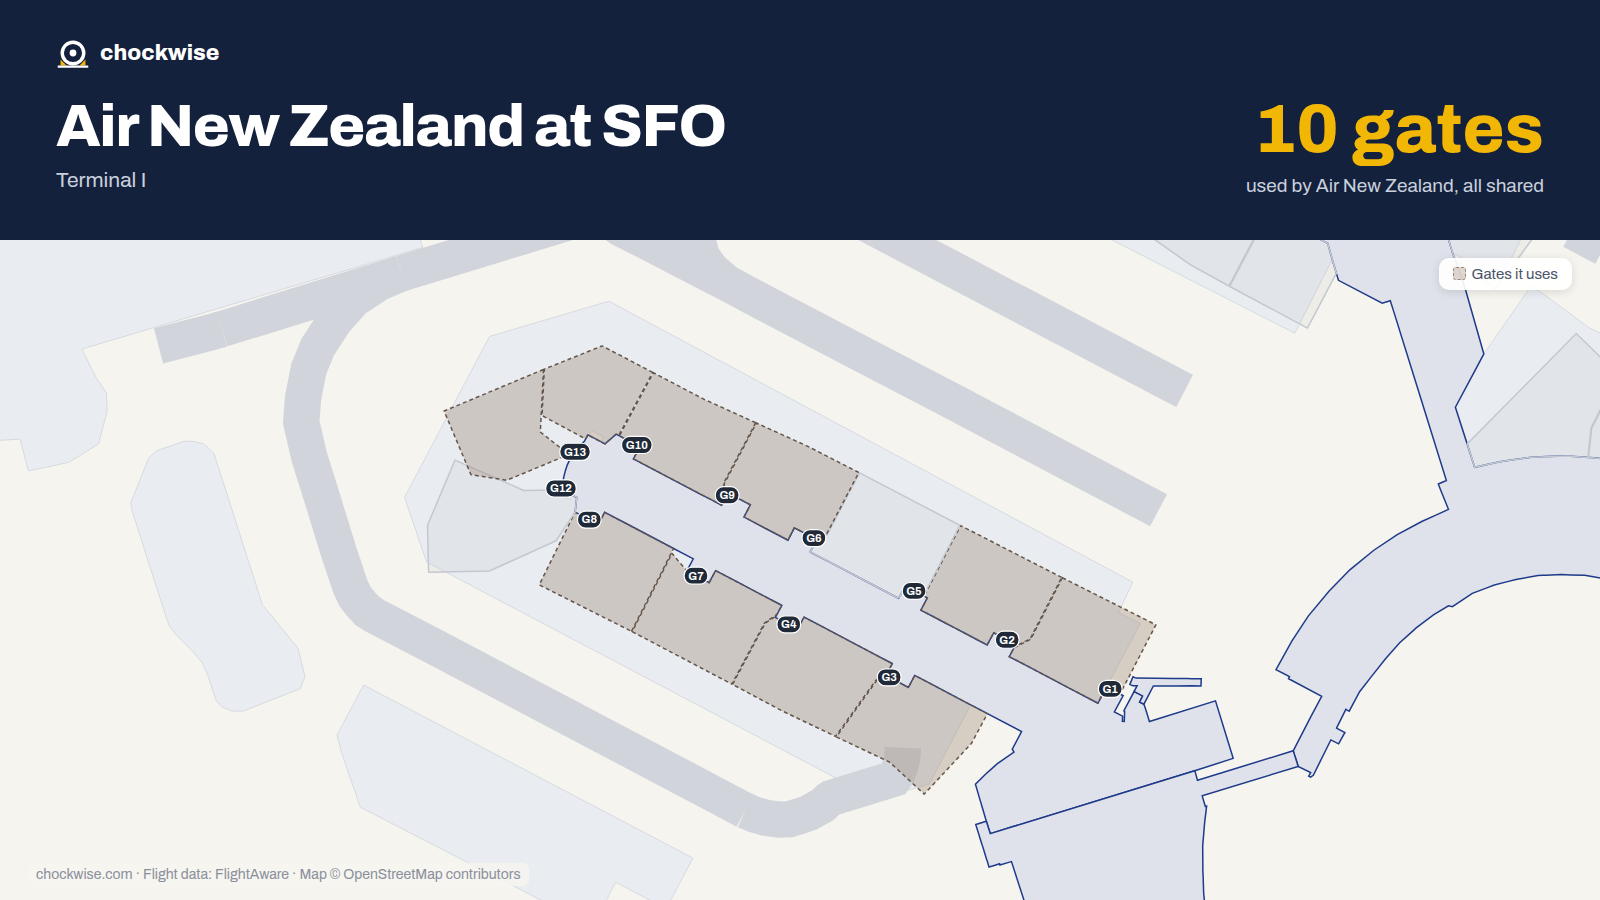 chockwise
Air New Zealand at SFO
Terminal I
10 gates
used by Air New Zealand, all shared
Gates it uses
G10
G13
G12
G9
G8
G6
G7
G5
G4
G2
G3
G1
chockwise.com · Flight data: FlightAware · Map © OpenStreetMap contributors